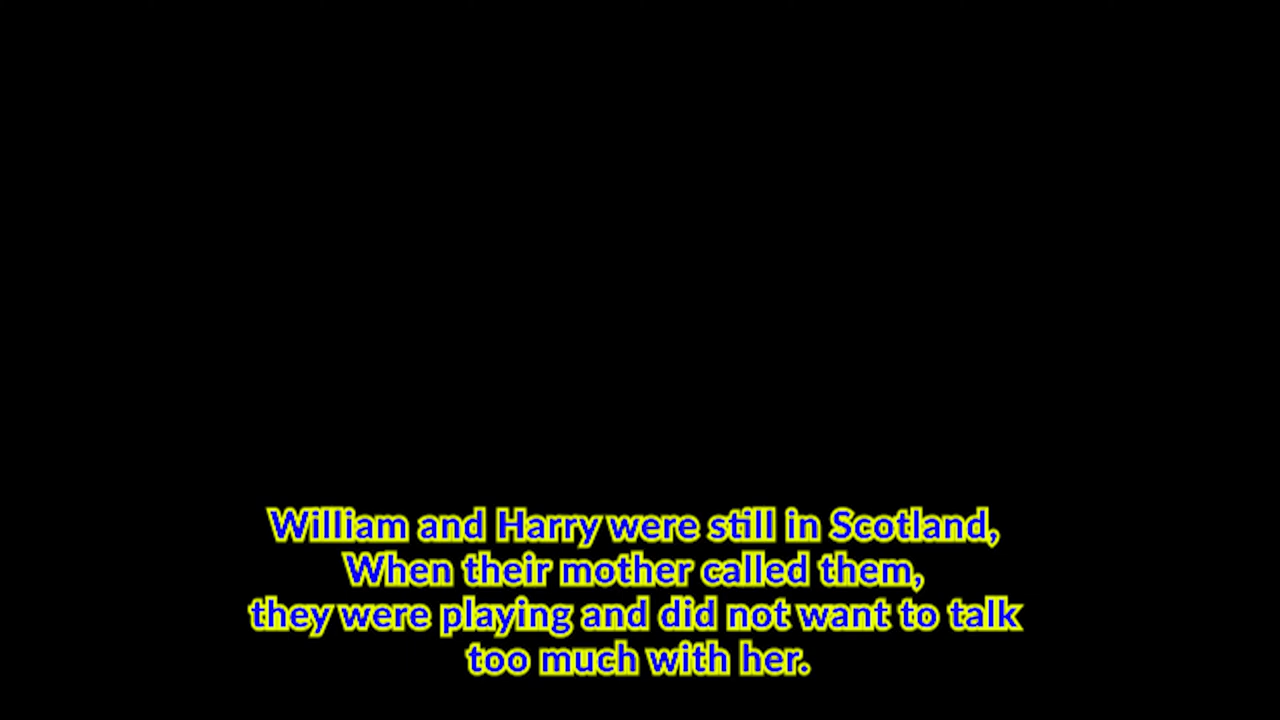 William and Harry were still in Scotland,
When their mother called them,
they were playing and did not want to talk
too much with her.